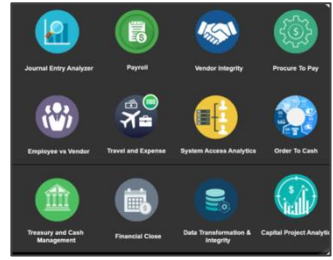 Journal Entry Analyzer
Payroll
Vendor Integrity
Procure To Pay
Employee vs Vendor
Travel and Expense
System Access Analytics
Order To Cash
Treasury and Cash
Management
Financial Close
Data Transformation &
Integrity
Capital Project Analytic